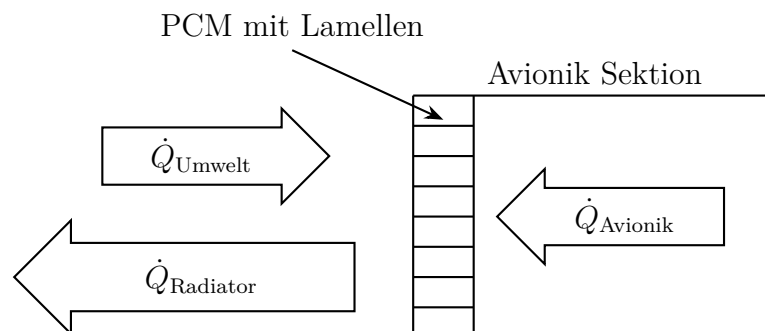 PCM mit Lamellen
Avionik Sektion
Q̇Umwelt
Q̇Avionik
Q̇Radiator